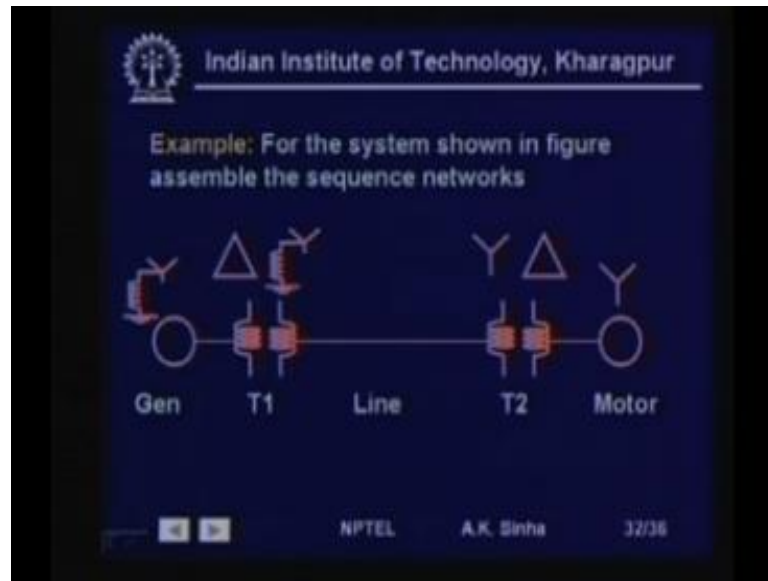 Indian Institute of Technology, Kharagpur
Example: For the system shown in figure
assemble the sequence networks
Gen T1 Line T2 Motor
NPTEL A.K. Sinha 32/36